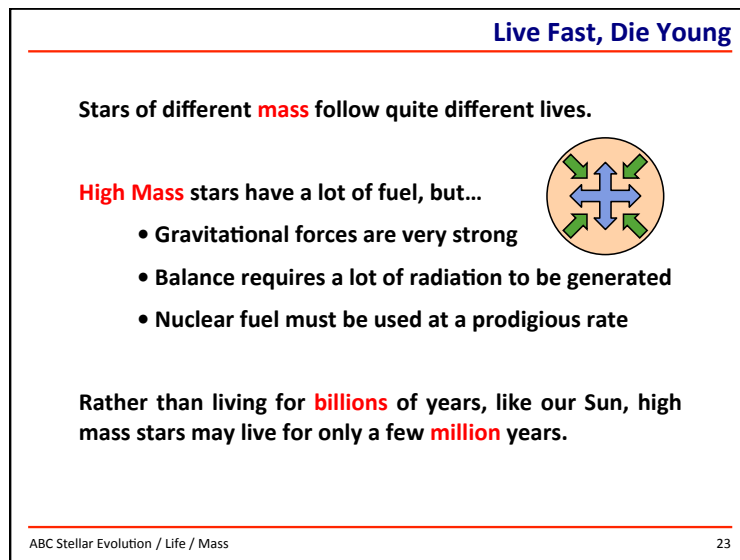 Live Fast, Die Young
Stars of different mass follow quite different lives.
High Mass stars have a lot of fuel, but…
• Gravitational forces are very strong
• Balance requires a lot of radiation to be generated
• Nuclear fuel must be used at a prodigious rate
Rather than living for billions of years, like our Sun, high
mass stars may live for only a few million years.
ABC Stellar Evolution / Life / Mass 23